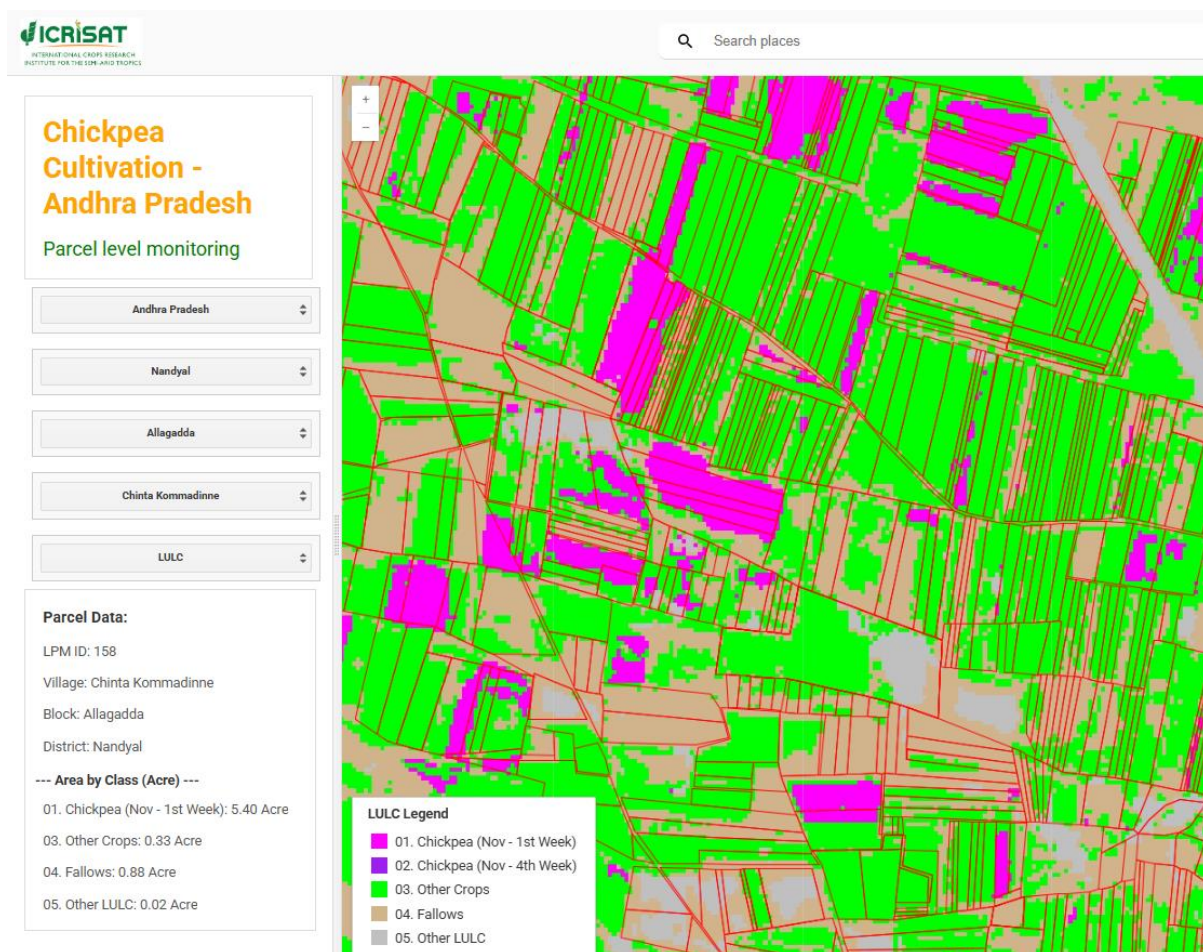 ICRISAT
INTERNATIONAL CROPS RESEARCH
INSTITUTE FOR THE SEMI-ARID TROPICS
Search places
Chickpea
Cultivation -
Andhra Pradesh
Parcel level monitoring
Andhra Pradesh
Nandyal
Allagadda
Chinta Kommadinne
LULC
Parcel Data:
LPM ID: 158
Village: Chinta Kommadinne
Block: Allagadda
District: Nandyal
--- Area by Class (Acre) ---
01. Chickpea (Nov - 1st Week): 5.40 Acre
03. Other Crops: 0.33 Acre
04. Fallows: 0.88 Acre
05. Other LULC: 0.02 Acre
+
−
LULC Legend
01. Chickpea (Nov - 1st Week)
02. Chickpea (Nov - 4th Week)
03. Other Crops
04. Fallows
05. Other LULC